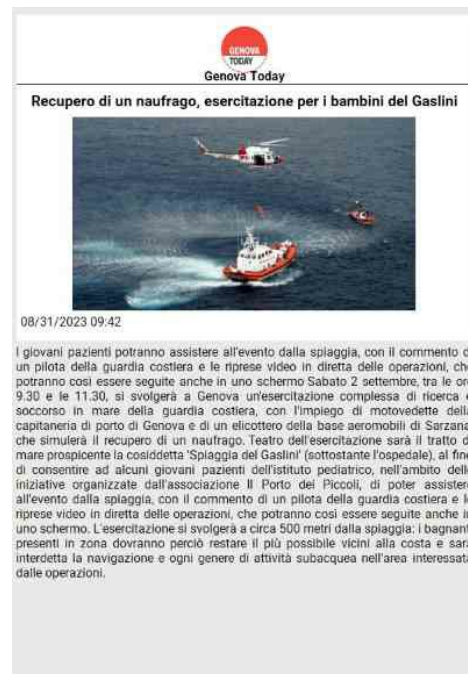 GENOVA
TODAY
Genova Today
Recupero di un naufrago, esercitazione per i bambini del Gaslini
08/31/2023 09:42
I giovani pazienti potranno assistere all'evento dalla spiaggia, con il commento d
un pilota della guardia costiera e le riprese video in diretta delle operazioni, che
potranno così essere seguite anche in uno schermo Sabato 2 settembre, tra le or
9.30 e le 11.30, si svolgerà a Genova un'esercitazione complessa di ricerca e
soccorso in mare della guardia costiera, con l'impiego di motovedette dell
capitaneria di porto di Genova e di un elicottero della base aeromobili di Sarzana
che simulerà il recupero di un naufrago. Teatro dell'esercitazione sarà il tratto d
mare prospicente la cosiddetta 'Spiaggia del Gaslini' (sottostante l'ospedale), al fine
di consentire ad alcuni giovani pazienti dell'istituto pediatrico, nell'ambito delle
iniziative organizzate dall'associazione Il Porto dei Piccoli, di poter assistere
all'evento dalla spiaggia, con il commento di un pilota della guardia costiera e le
riprese video in diretta delle operazioni, che potranno così essere seguite anche in
uno schermo. L'esercitazione si svolgerà a circa 500 metri dalla spiaggia: i bagnant
presenti in zona dovranno perciò restare il più possibile vicini alla costa e sarà
interdetta la navigazione e ogni genere di attività subacquea nell'area interessata
dalle operazioni.